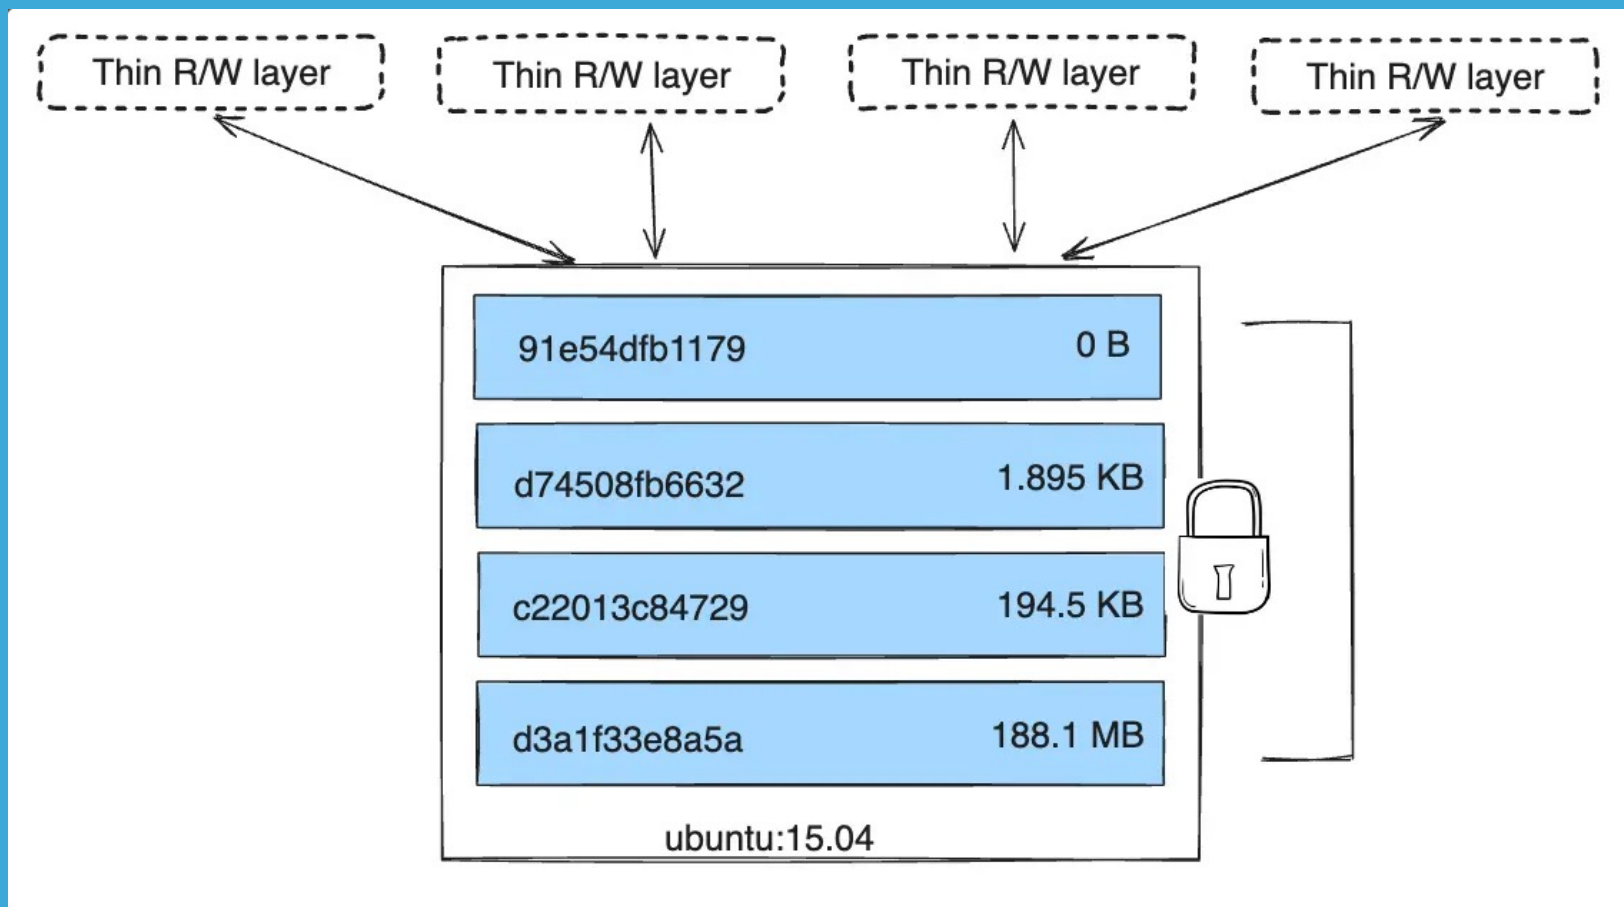 Thin R/W layer
Thin R/W layer
Thin R/W layer
Thin R/W layer
91e54dfb1179 0 B
d74508fb6632 1.895 KB
c22013c84729 194.5 KB
d3a1f33e8a5a 188.1 MB
ubuntu:15.04